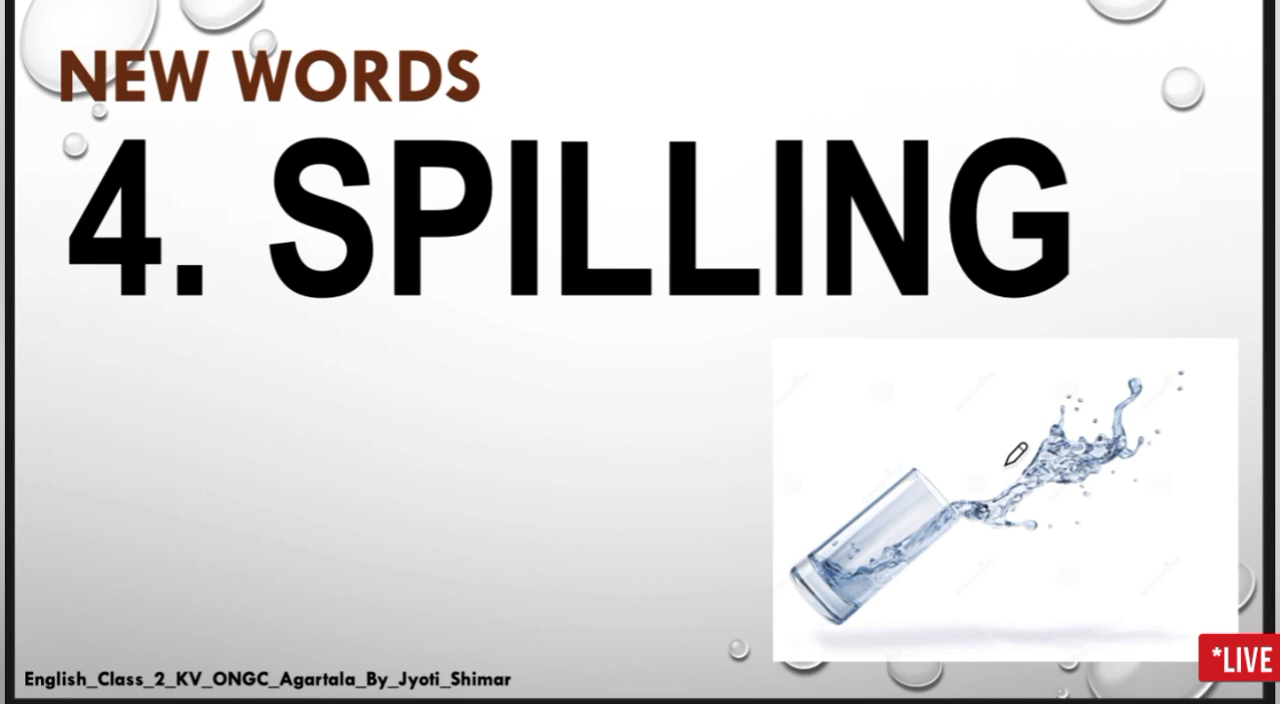 NEW WORDS
4. SPILLING
English_Class_2_KV_ONGC_Agartala_By_Jyoti_Shimar
*LIVE